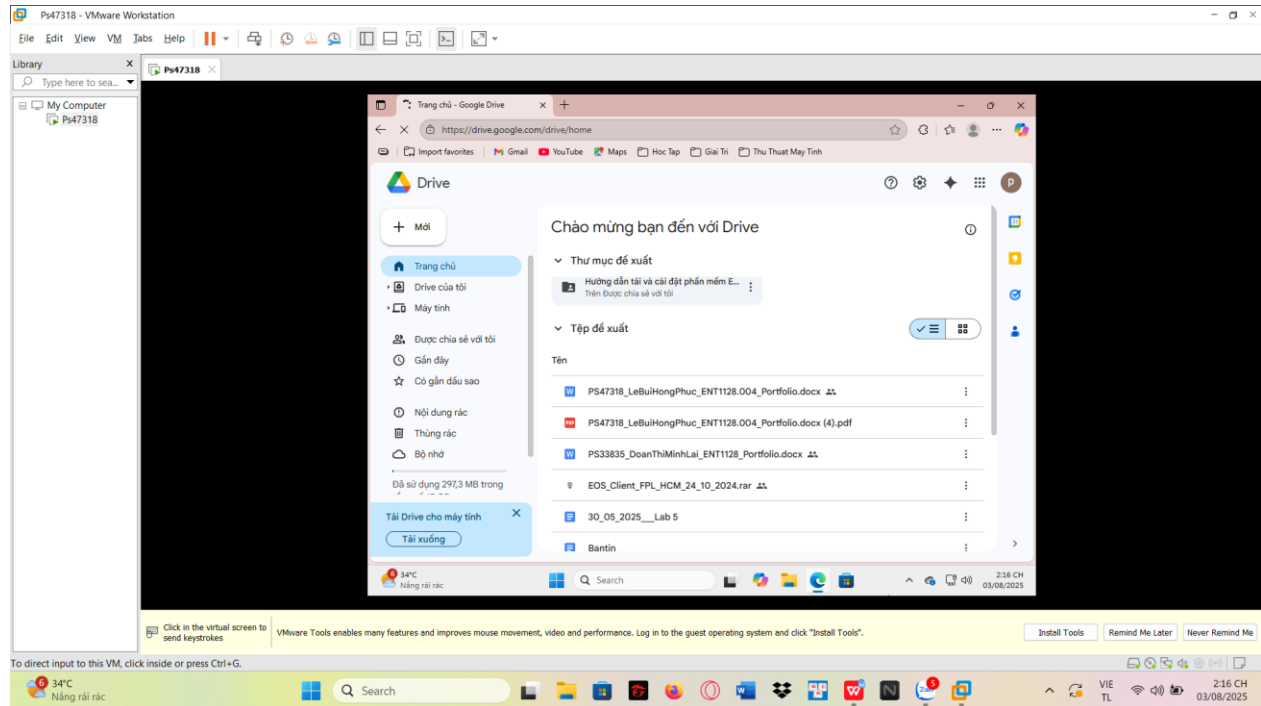 Ps47318 - VMware Workstation
File Edit View VM Tabs Help
Library
Type here to sea...
My Computer
Ps47318
Ps47318
Trang chủ - Google Drive
https://drive.google.com/drive/home
Import favorites Gmail YouTube Maps Hoc Tap Giai Tri Thu Thuat May Tinh
Drive
P
Mới
Trang chủ
Drive của tôi
Máy tính
Được chia sẻ với tôi
Gần đây
Có gắn dấu sao
Nội dung rác
Thùng rác
Bộ nhớ
Đã sử dụng 297,3 MB trong
Tải Drive cho máy tính
Tải xuống
Chào mừng bạn đến với Drive
Thư mục đề xuất
Hướng dẫn tải và cài đặt phần mềm E...
Trên Được chia sẻ với tôi
Tệp đề xuất
Tên
PS47318_LeBuiHongPhuc_ENT1128.004_Portfolio.docx
PS47318_LeBuiHongPhuc_ENT1128.004_Portfolio.docx (4).pdf
PS33835_DoanThiMinhLai_ENT1128_Portfolio.docx
EOS_Client_FPL_HCM_24_10_2024.rar
30_05_2025___Lab 5
Bantin
6 34°C
Nắng rải rác
Search
2:16 CH
03/08/2025
Click in the virtual screen to
send keystrokes
VMware Tools enables many features and improves mouse movement, video and performance. Log in to the guest operating system and click "Install Tools".
Install Tools Remind Me Later Never Remind Me
To direct input to this VM, click inside or press Ctrl+G.
6 34°C
Nắng rải rác
Search
Zalo 5
VIE
TL
2:16 CH
03/08/2025